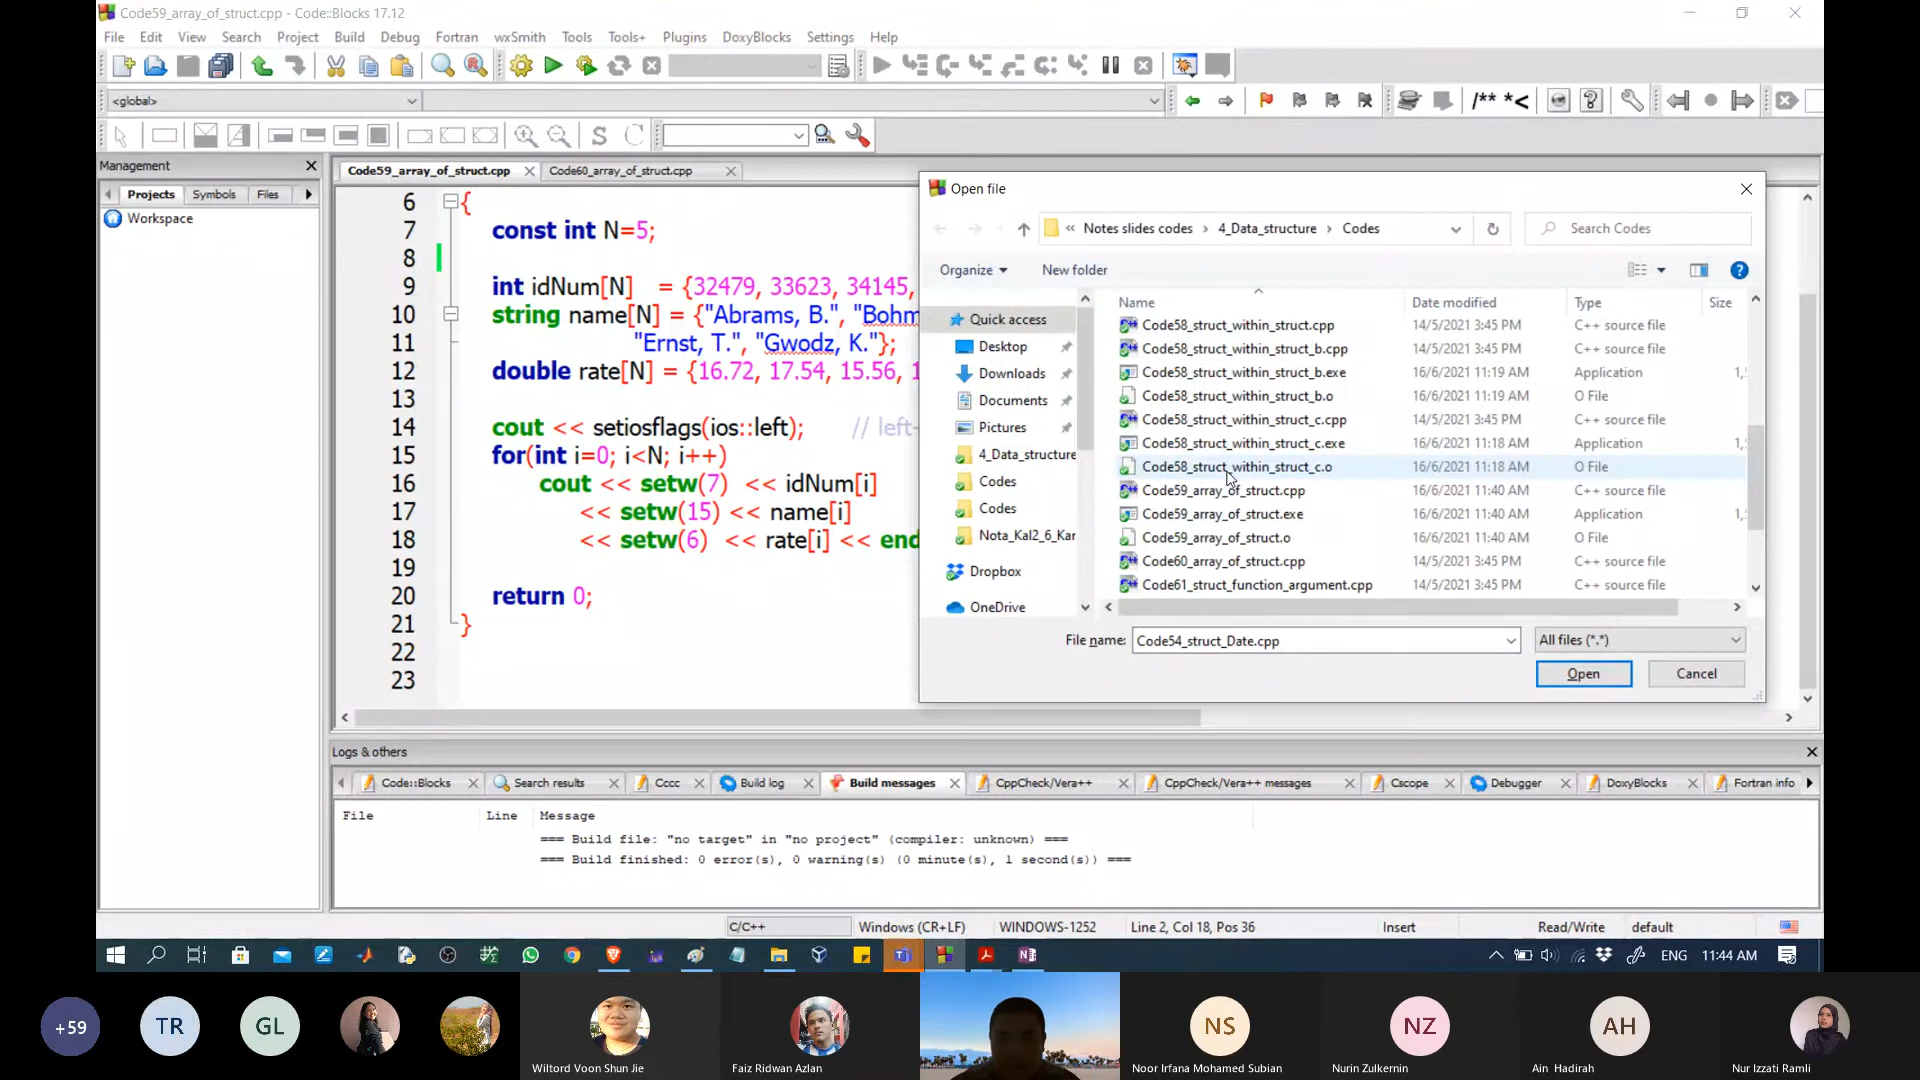 Code59_array_of_struct.cpp - Code::Blocks 17.12
File Edit View Search Project Build Debug Fortran wxSmith Tools Tools+ Plugins DoxyBlocks Settings Help
<global>
/** *<
S C
Management
Projects Symbols Files
Workspace
Code59_array_of_struct.cpp Code60_array_of_struct.cpp
6 {
7 const int N=5;
8
9 int idNum[N] = {32479, 33623, 34145,
10 string name[N] = {"Abrams, B.", "Bohm
11 "Ernst, T.", "Gwodz, K."};
12 double rate[N] = {16.72, 17.54, 15.56, 1
13
14 cout << setiosflags(ios::left); // left-
15 for(int i=0; i<N; i++)
16 cout << setw(7) << idNum[i]
17 << setw(15) << name[i]
18 << setw(6) << rate[i] << end
19
20 return 0;
21 }
22
23
Open file
« Notes slides codes › 4_Data_structure › Codes
Search Codes
Organize New folder
Quick access
Desktop
Downloads
Documents
Pictures
4_Data_structure
Codes
Codes
Nota_Kal2_6_Kar
Dropbox
OneDrive
Name Date modified Type Size
Code58_struct_within_struct.cpp 14/5/2021 3:45 PM C++ source file
Code58_struct_within_struct_b.cpp 14/5/2021 3:45 PM C++ source file
Code58_struct_within_struct_b.exe 16/6/2021 11:19 AM Application 1,
Code58_struct_within_struct_b.o 16/6/2021 11:19 AM O File
Code58_struct_within_struct_c.cpp 14/5/2021 3:45 PM C++ source file
Code58_struct_within_struct_c.exe 16/6/2021 11:18 AM Application 1,
Code58_struct_within_struct_c.o 16/6/2021 11:18 AM O File
Code59_array_of_struct.cpp 16/6/2021 11:40 AM C++ source file
Code59_array_of_struct.exe 16/6/2021 11:40 AM Application 1,
Code59_array_of_struct.o 16/6/2021 11:40 AM O File
Code60_array_of_struct.cpp 14/5/2021 3:45 PM C++ source file
Code61_struct_function_argument.cpp 14/5/2021 3:45 PM C++ source file
File name: Code54_struct_Date.cpp All files (*.*)
Open Cancel
Logs & others
Code::Blocks Search results Cccc Build log Build messages CppCheck/Vera++ CppCheck/Vera++ messages Cscope Debugger DoxyBlocks Fortran info
File Line Message
=== Build file: "no target" in "no project" (compiler: unknown) ===
=== Build finished: 0 error(s), 0 warning(s) (0 minute(s), 1 second(s)) ===
C/C++ Windows (CR+LF) WINDOWS-1252 Line 2, Col 18, Pos 36 Insert Read/Write default
ENG 11:44 AM
+59 TR GL NS NZ AH
Wiltord Voon Shun Jie Faiz Ridwan Azlan Noor Irfana Mohamed Subian Nurin Zulkernin Ain Hadirah Nur Izzati Ramli